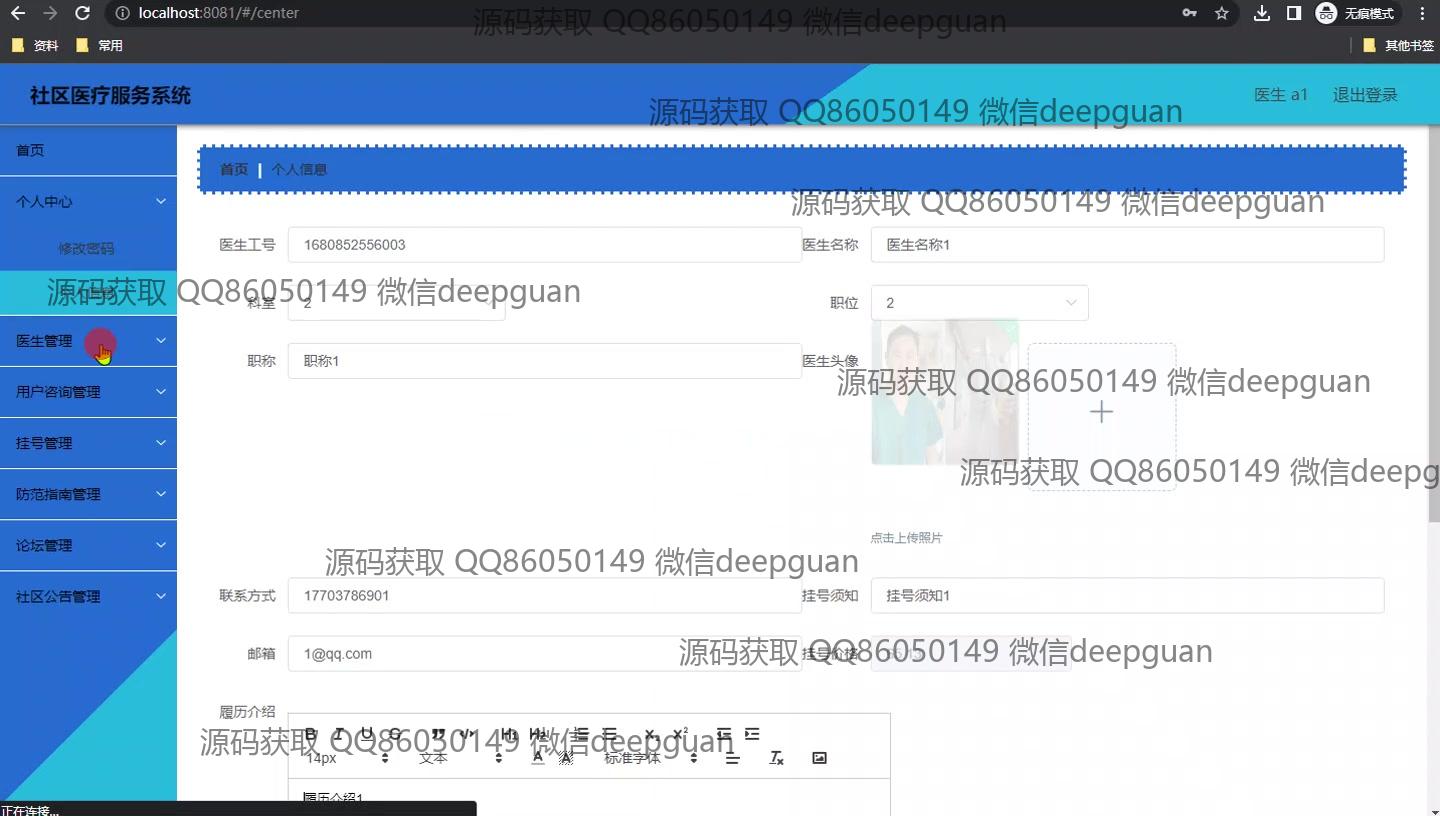 localhost:8081/#/center
无痕模式
资料
常用
其他书签
源码获取 QQ86050149 微信deepguan
社区医疗服务系统
医生 a1
退出登录
源码获取 QQ86050149 微信deepguan
首页
首页
个人信息
个人中心
源码获取 QQ86050149 微信deepguan
修改密码
医生工号
1680852556003
医生名称
医生名称1
源码获取 QQ86050149 微信deepguan
科室
2
职位
2
医生管理
职称
职称1
医生头像
源码获取 QQ86050149 微信deepguan
用户咨询管理
挂号管理
源码获取 QQ86050149 微信deepg
防范指南管理
点击上传照片
论坛管理
源码获取 QQ86050149 微信deepguan
社区公告管理
联系方式
17703786901
挂号须知
挂号须知1
邮箱
1@qq.com
挂号价格
源码获取 QQ86050149 微信deepguan
履历介绍
B I U S ” </> H1 H2 X2 X²
源码获取 QQ86050149 微信deepguan
14px
文本
A
标准字体
履历介绍1
正在连接...